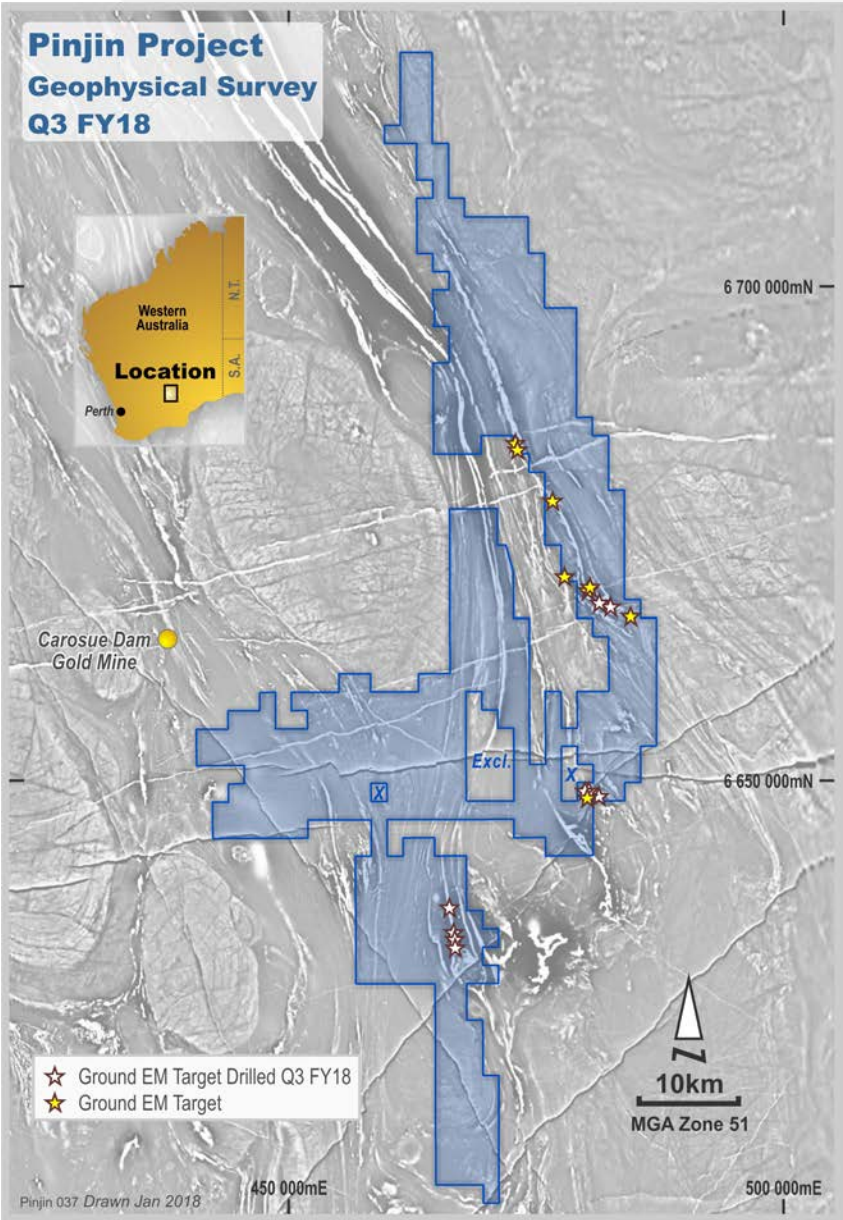 Pinjin Project
Geophysical Survey
Q3 FY18
N.T.
Western
Australia
Location
S.A.
Perth
6 700 000mN
Carosue Dam
Gold Mine
Excl.
X
X
6 650 000mN
Ground EM Target Drilled Q3 FY18
Ground EM Target
N
10km
MGA Zone 51
450 000mE
500 000mE
Pinjin 037 Drawn Jan 2018